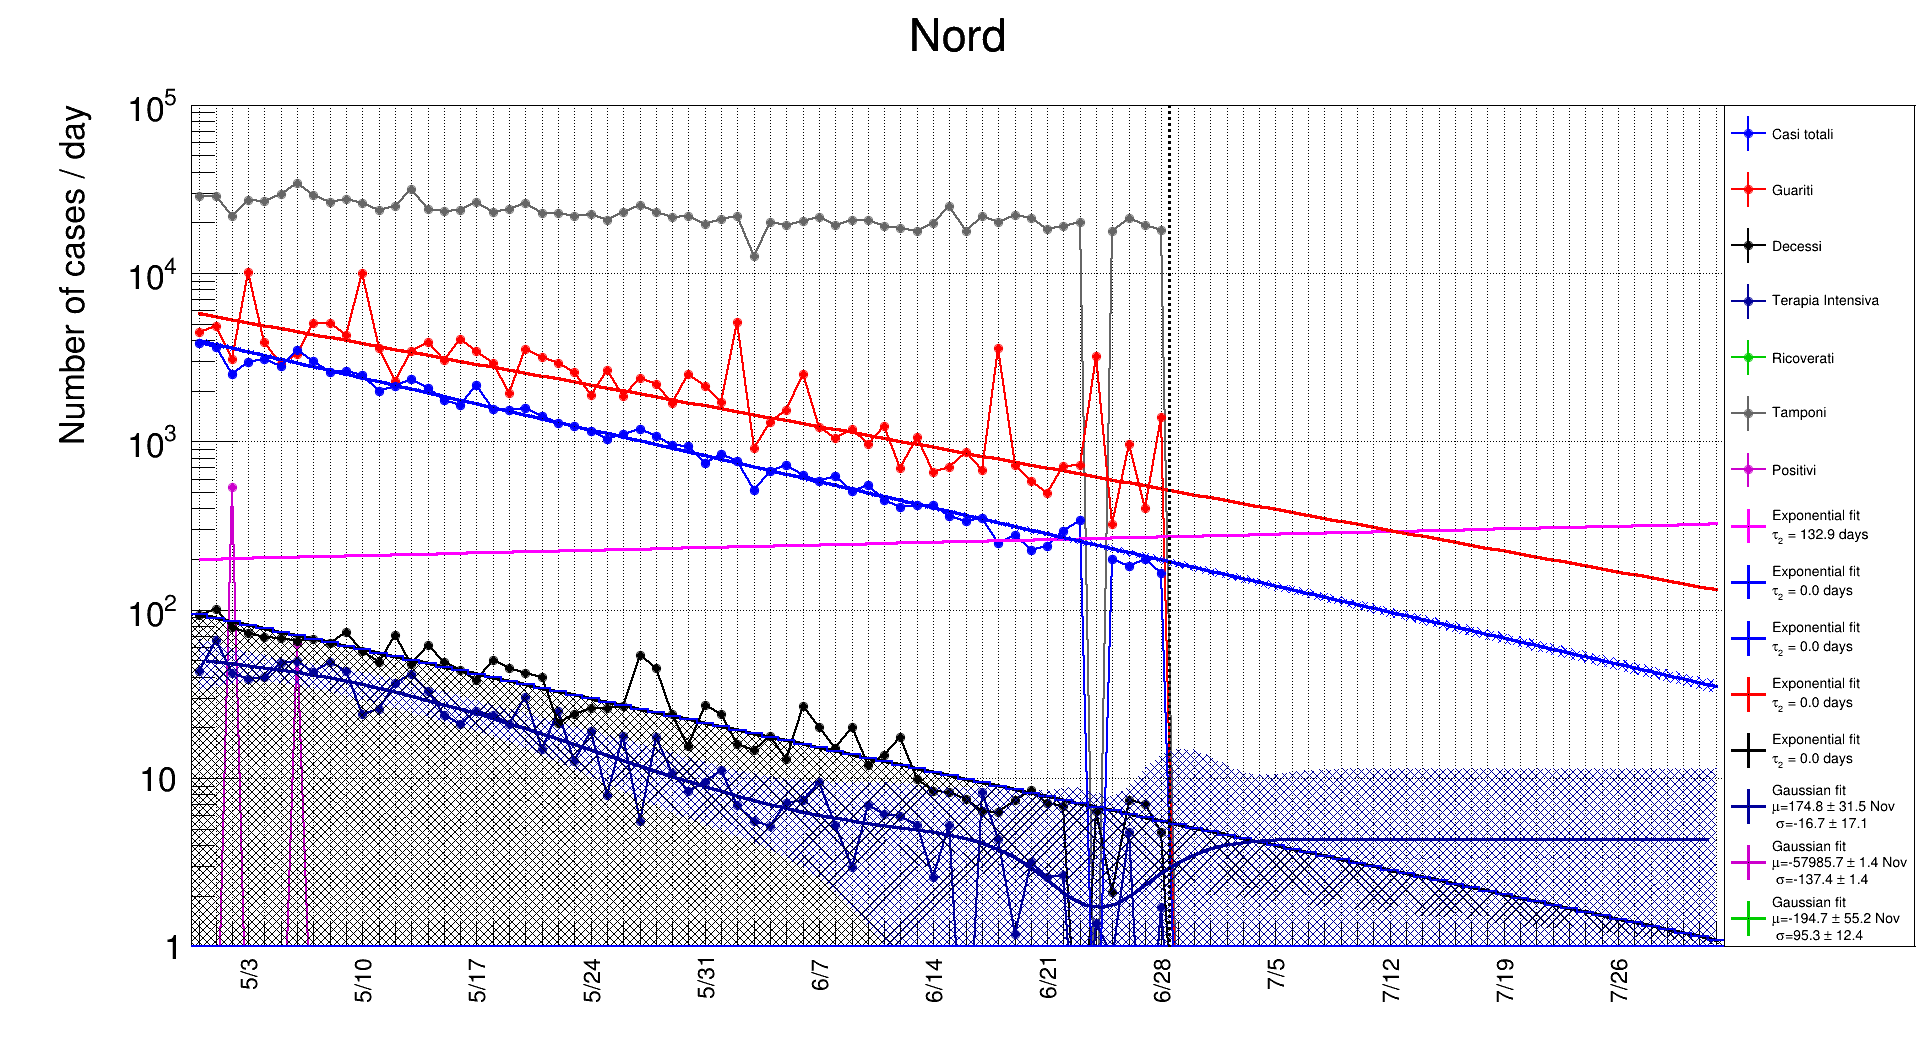 Nord
Number of cases / day
10^5
10^4
10^3
10^2
10
1
5/3
5/10
5/17
5/24
5/31
6/7
6/14
6/21
6/28
7/5
7/12
7/19
7/26
Casi totali
Guariti
Decessi
Terapia Intensiva
Ricoverati
Tamponi
Positivi
Exponential fit
τ₂ = 132.9 days
Exponential fit
τ₂ = 0.0 days
Exponential fit
τ₂ = 0.0 days
Exponential fit
τ₂ = 0.0 days
Exponential fit
τ₂ = 0.0 days
Gaussian fit
μ=174.8 ± 31.5 Nov
σ=-16.7 ± 17.1
Gaussian fit
μ=-57985.7 ± 1.4 Nov
σ=-137.4 ± 1.4
Gaussian fit
μ=-194.7 ± 55.2 Nov
σ=95.3 ± 12.4